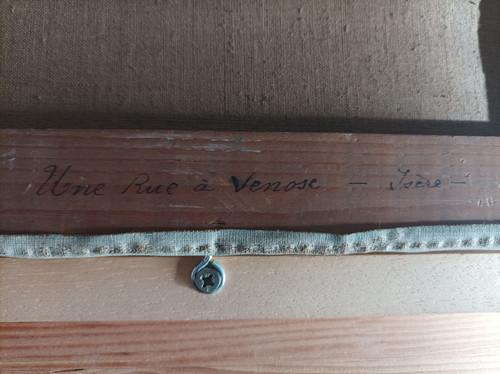 Une Rue à Venose - Isère -